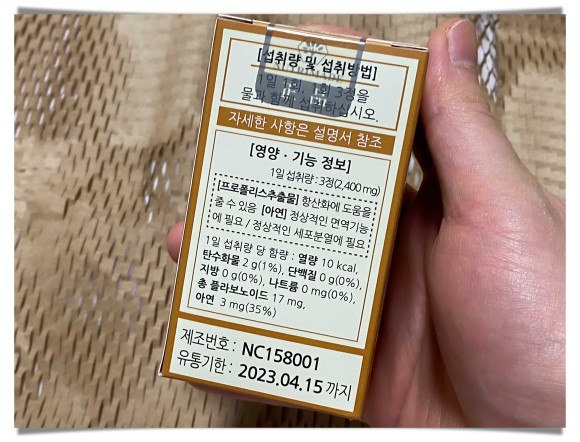 [섭취량 및 섭취방법]
1일 1회, 1회 3정을
물과 함께 섭취하십시오.
자세한 사항은 설명서 참조
[영양 · 기능 정보]
1일 섭취량 : 3정(2,400 mg)
[프로폴리스추출물] 항산화에 도움을
줄 수 있음 [아연] 정상적인 면역기능
에 필요 / 정상적인 세포분열에 필요
1일 섭취량 당 함량 : 열량 10 kcal,
탄수화물 2 g(1%), 단백질 0 g(0%),
지방 0 g(0%), 나트륨 0 mg(0%),
총 플라보노이드 17 mg,
아연 3 mg(35%)
제조번호 : NC158001
유통기한 : 2023.04.15 까지